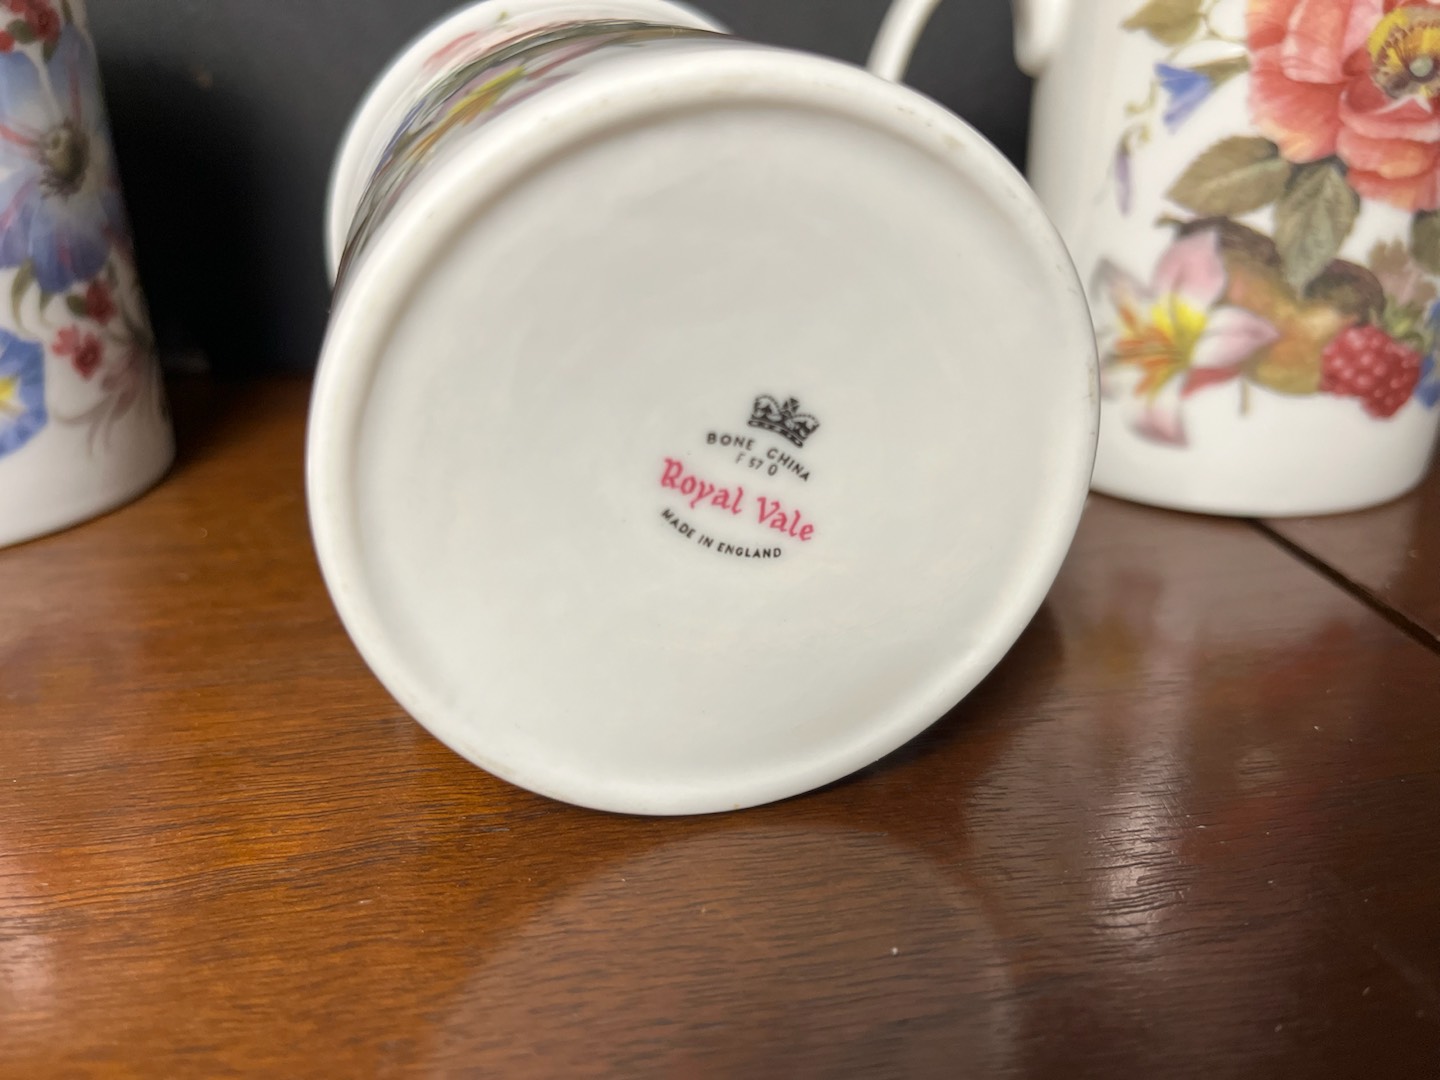 BONE CHINA
F 57 0
Royal Vale
MADE IN ENGLAND